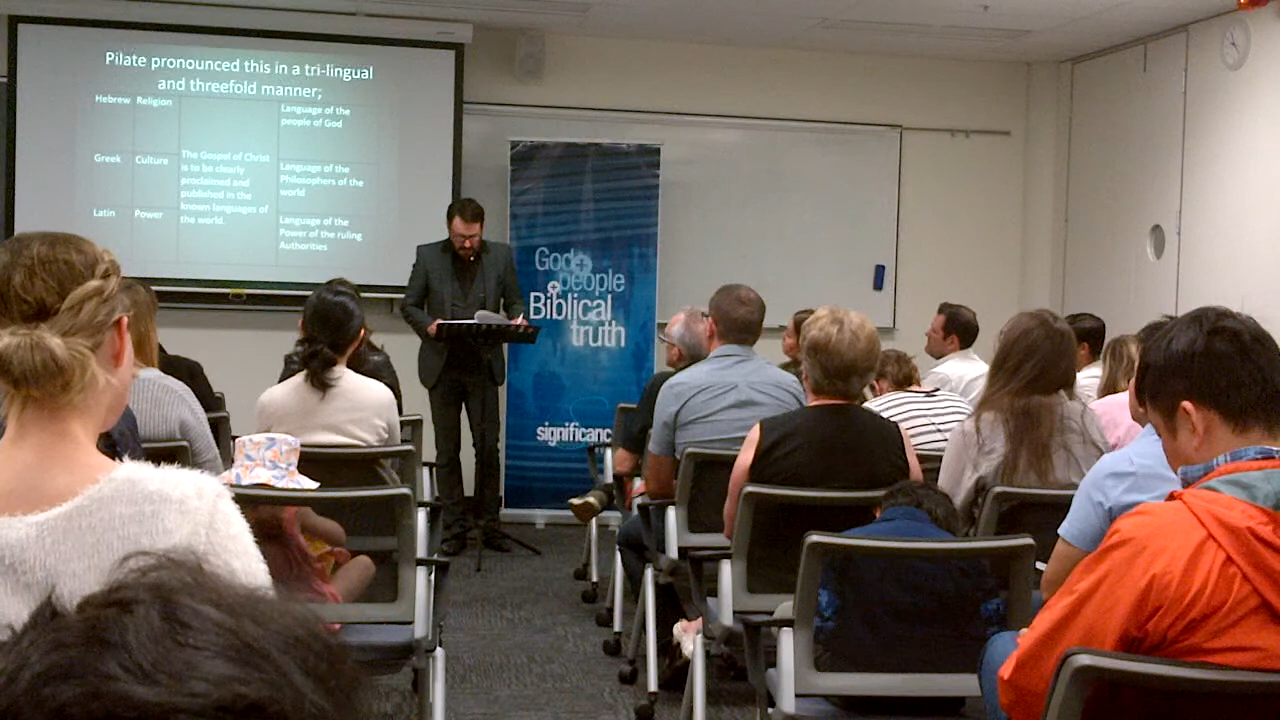 Pilate pronounced this in a tri-lingual
and threefold manner;
Hebrew Religion
Language of the
people of God
Greek Culture
The Gospel of Christ
is to be clearly
proclaimed and
published in the
known languages of
the world.
Language of the
Philosophers of the
world
Latin Power
Language of the
Power of the ruling
Authorities
God
people
Biblical
truth
significanc